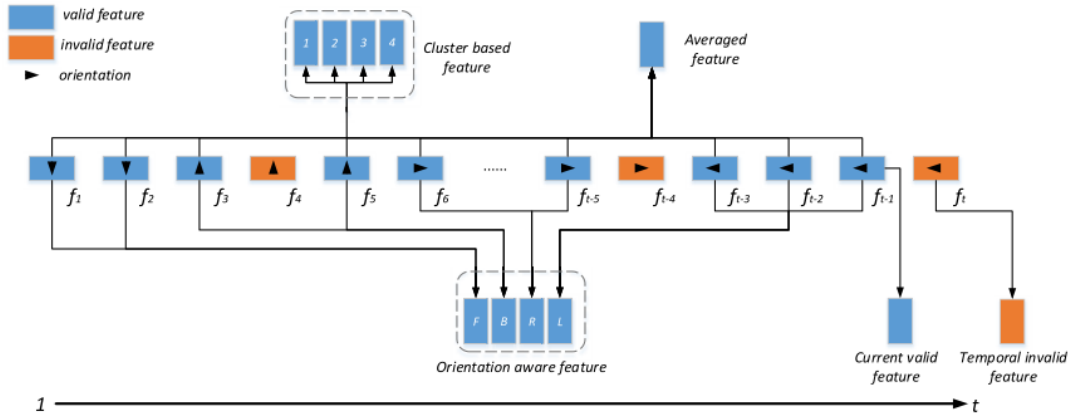 valid feature
invalid feature
orientation
1 2 3 4
Cluster based
feature
Averaged
feature
......
f1 f2 f3 f4 f5 f6 ft-5 ft-4 ft-3 ft-2 ft-1 ft
F B R L
Orientation aware feature
Current valid
feature
Temporal invalid
feature
1 t